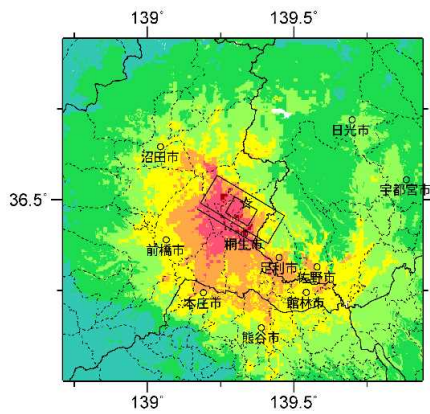 139° 139.5°
日光市
沼田市
宇都宮市
36.5°
桐生市
前橋市
足利市
佐野市
本庄市
館林市
熊谷市
139° 139.5°